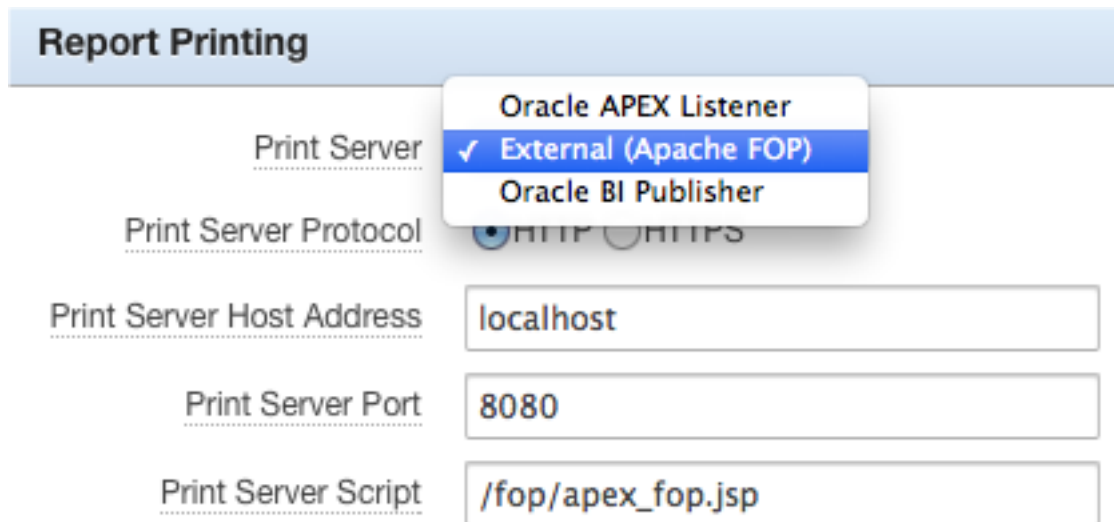 Report Printing
Oracle APEX Listener
Print Server ✓ External (Apache FOP)
Oracle BI Publisher
Print Server Protocol HTTP HTTPS
Print Server Host Address localhost
Print Server Port 8080
Print Server Script /fop/apex_fop.jsp